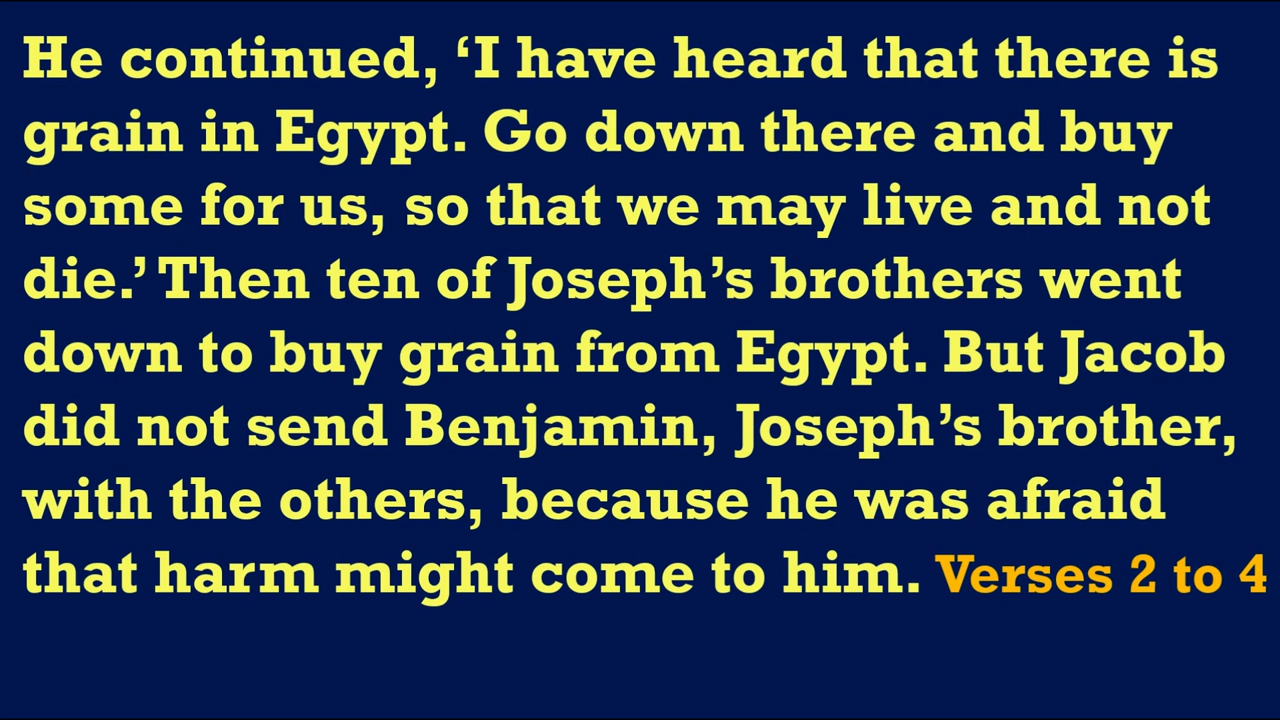 He continued, ‘I have heard that there is
grain in Egypt. Go down there and buy
some for us, so that we may live and not
die.’ Then ten of Joseph’s brothers went
down to buy grain from Egypt. But Jacob
did not send Benjamin, Joseph’s brother,
with the others, because he was afraid
that harm might come to him. Verses 2 to 4